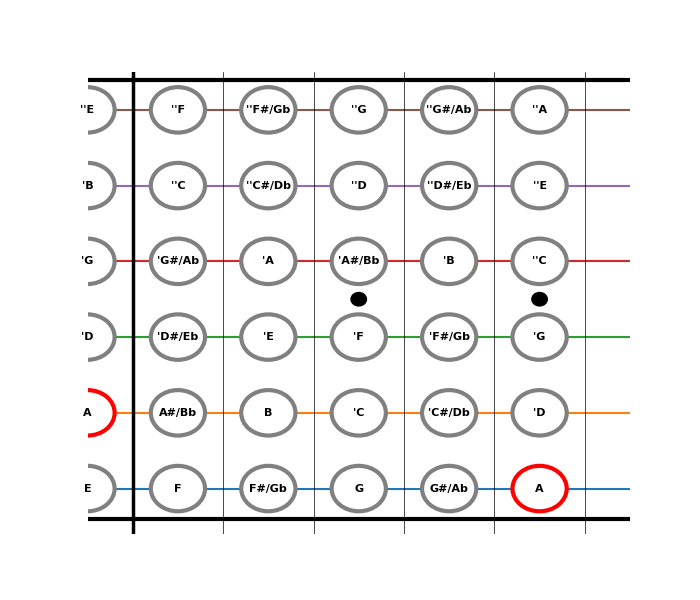 ''E ''F ''F#/Gb ''G ''G#/Ab ''A
'B ''C ''C#/Db ''D ''D#/Eb ''E
'G 'G#/Ab 'A 'A#/Bb 'B ''C
'D 'D#/Eb 'E 'F 'F#/Gb 'G
A A#/Bb B 'C 'C#/Db 'D
E F F#/Gb G G#/Ab A